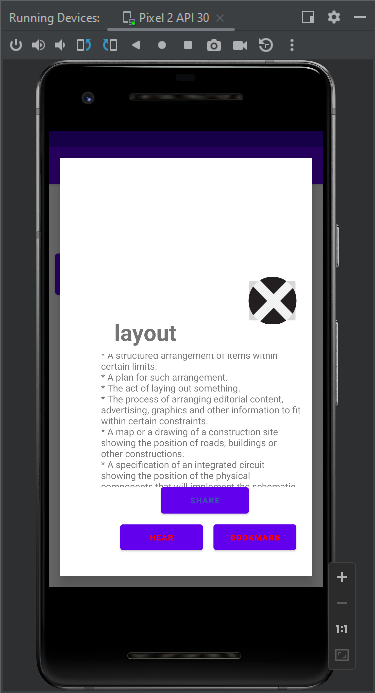 Running Devices:
Pixel 2 API 30
layout
* A structured arrangement of items within
certain limits.
* A plan for such arrangement.
* The act of laying out something.
* The process of arranging editorial content,
advertising, graphics and other information to fit
within certain constraints.
* A map or a drawing of a construction site
showing the position of roads, buildings or
other constructions.
* A specification of an integrated circuit
showing the position of the physical
components that will implement the schematic
SHARE
HEAR
BOOKMARK
1:1